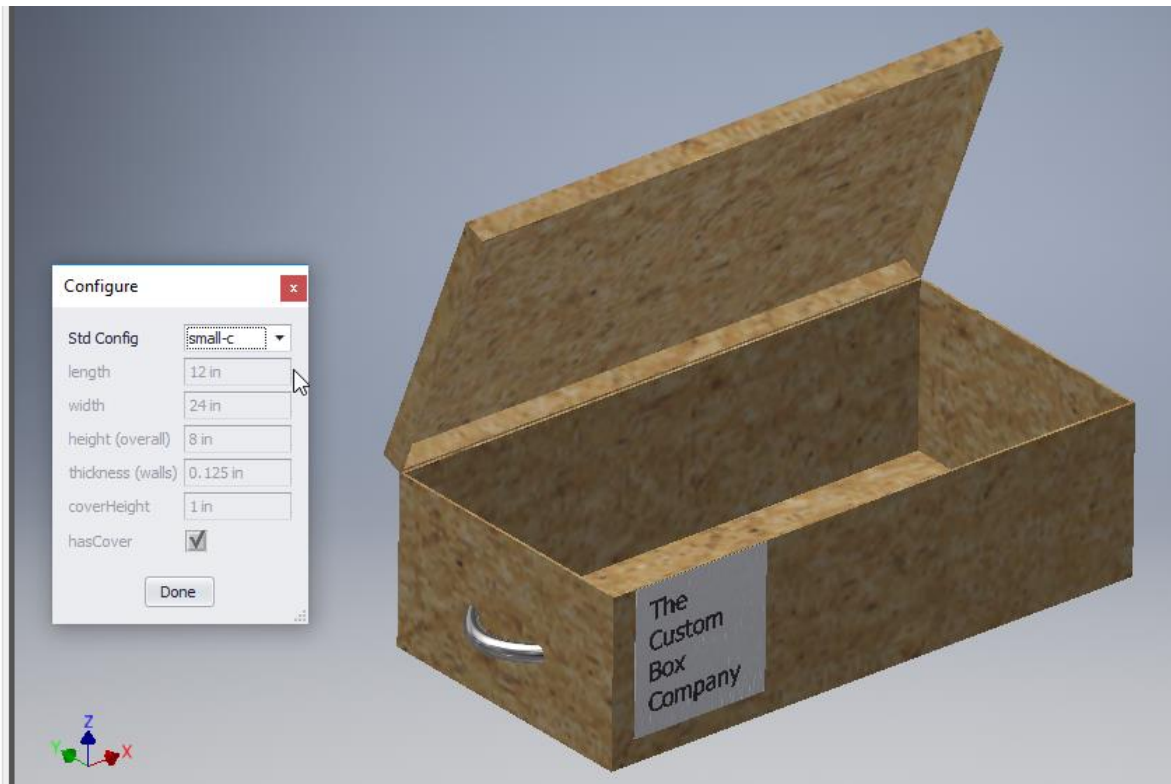 Configure
x
Std Config small-c
length 12 in
width 24 in
height (overall) 8 in
thickness (walls) 0.125 in
coverHeight 1 in
hasCover
Done
The
Custom
Box
Company
Z
Y X